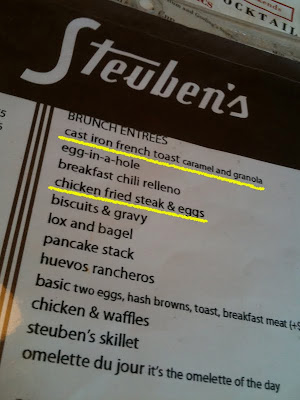 OCKTAIL
Steuben's
BRUNCH ENTREES
cast iron french toast caramel and granola
egg-in-a-hole
breakfast chili relleno
chicken fried steak & eggs
biscuits & gravy
lox and bagel
pancake stack
huevos rancheros
basic two eggs, hash browns, toast, breakfast meat (+$
chicken & waffles
steuben's skillet
omelette du jour it's the omelette of the day